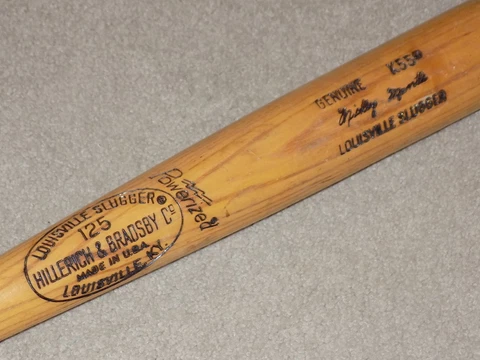 LOUISVILLE SLUGGER®
125
HILLERICH & BRADSBY Cº
MADE IN U.S.A.
LOUISVILLE, KY.
Powerized
GENUINE K55
Mickey Mantle
LOUISVILLE SLUGGER